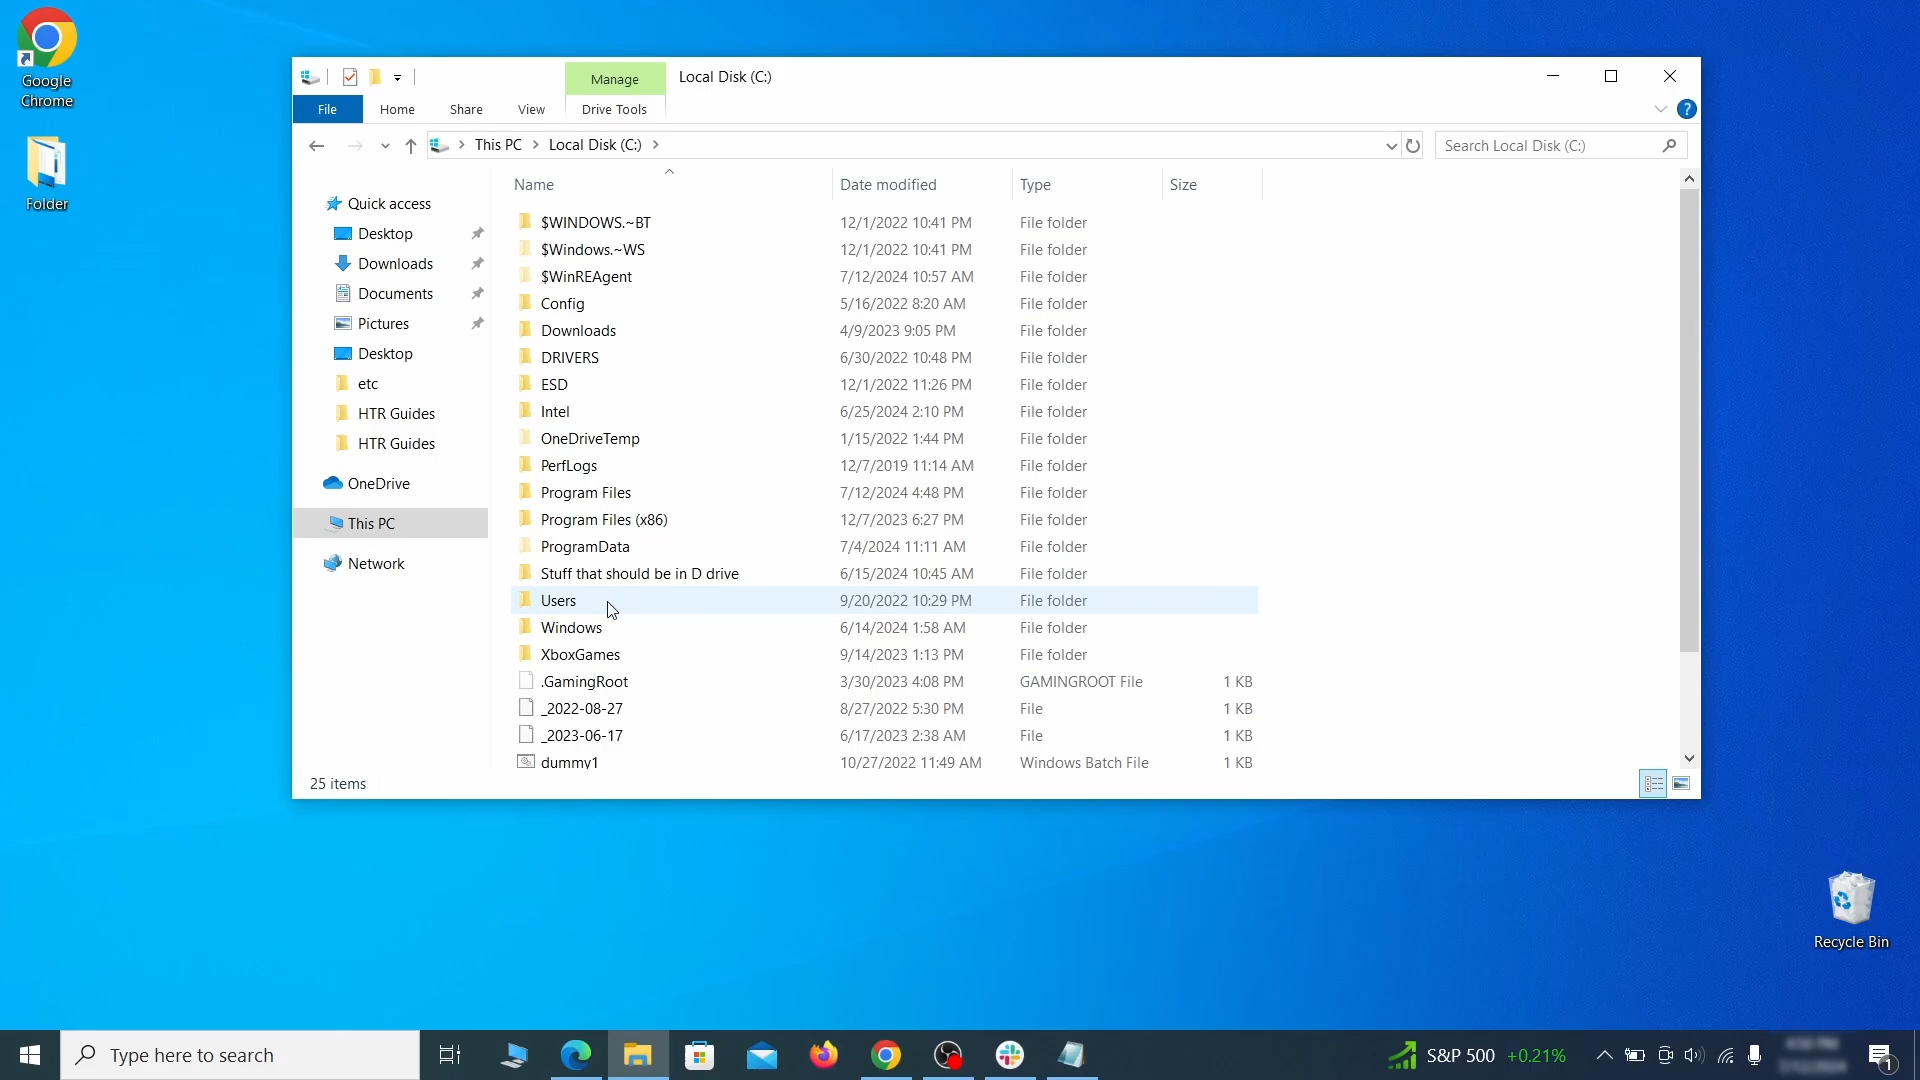 Google
Chrome
Folder
Manage
Local Disk (C:)
File
Home
Share
View
Drive Tools
This PC
Local Disk (C:)
Search Local Disk (C:)
Name
Date modified
Type
Size
Quick access
Desktop
Downloads
Documents
Pictures
Desktop
etc
HTR Guides
HTR Guides
OneDrive
This PC
Network
$WINDOWS.~BT 12/1/2022 10:41 PM File folder
$Windows.~WS 12/1/2022 10:41 PM File folder
$WinREAgent 7/12/2024 10:57 AM File folder
Config 5/16/2022 8:20 AM File folder
Downloads 4/9/2023 9:05 PM File folder
DRIVERS 6/30/2022 10:48 PM File folder
ESD 12/1/2022 11:26 PM File folder
Intel 6/25/2024 2:10 PM File folder
OneDriveTemp 1/15/2022 1:44 PM File folder
PerfLogs 12/7/2019 11:14 AM File folder
Program Files 7/12/2024 4:48 PM File folder
Program Files (x86) 12/7/2023 6:27 PM File folder
ProgramData 7/4/2024 11:11 AM File folder
Stuff that should be in D drive 6/15/2024 10:45 AM File folder
Users 9/20/2022 10:29 PM File folder
Windows 6/14/2024 1:58 AM File folder
XboxGames 9/14/2023 1:13 PM File folder
.GamingRoot 3/30/2023 4:08 PM GAMINGROOT File 1 KB
_2022-08-27 8/27/2022 5:30 PM File 1 KB
_2023-06-17 6/17/2023 2:38 AM File 1 KB
dummy1 10/27/2022 11:49 AM Windows Batch File 1 KB
25 items
Recycle Bin
Type here to search
S&P 500 +0.21%
1